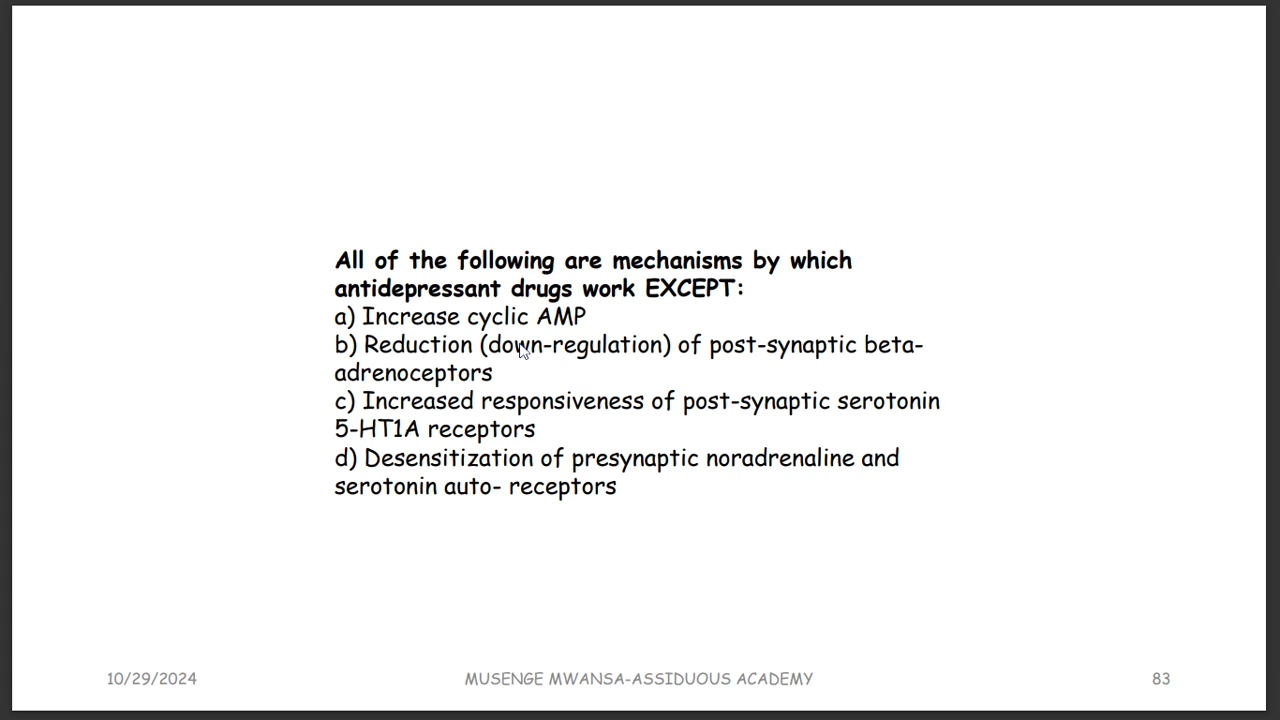 All of the following are mechanisms by which
antidepressant drugs work EXCEPT:
a) Increase cyclic AMP
b) Reduction (down-regulation) of post-synaptic beta-
adrenoceptors
c) Increased responsiveness of post-synaptic serotonin
5-HT1A receptors
d) Desensitization of presynaptic noradrenaline and
serotonin auto- receptors
10/29/2024
MUSENGE MWANSA-ASSIDUOUS ACADEMY
83